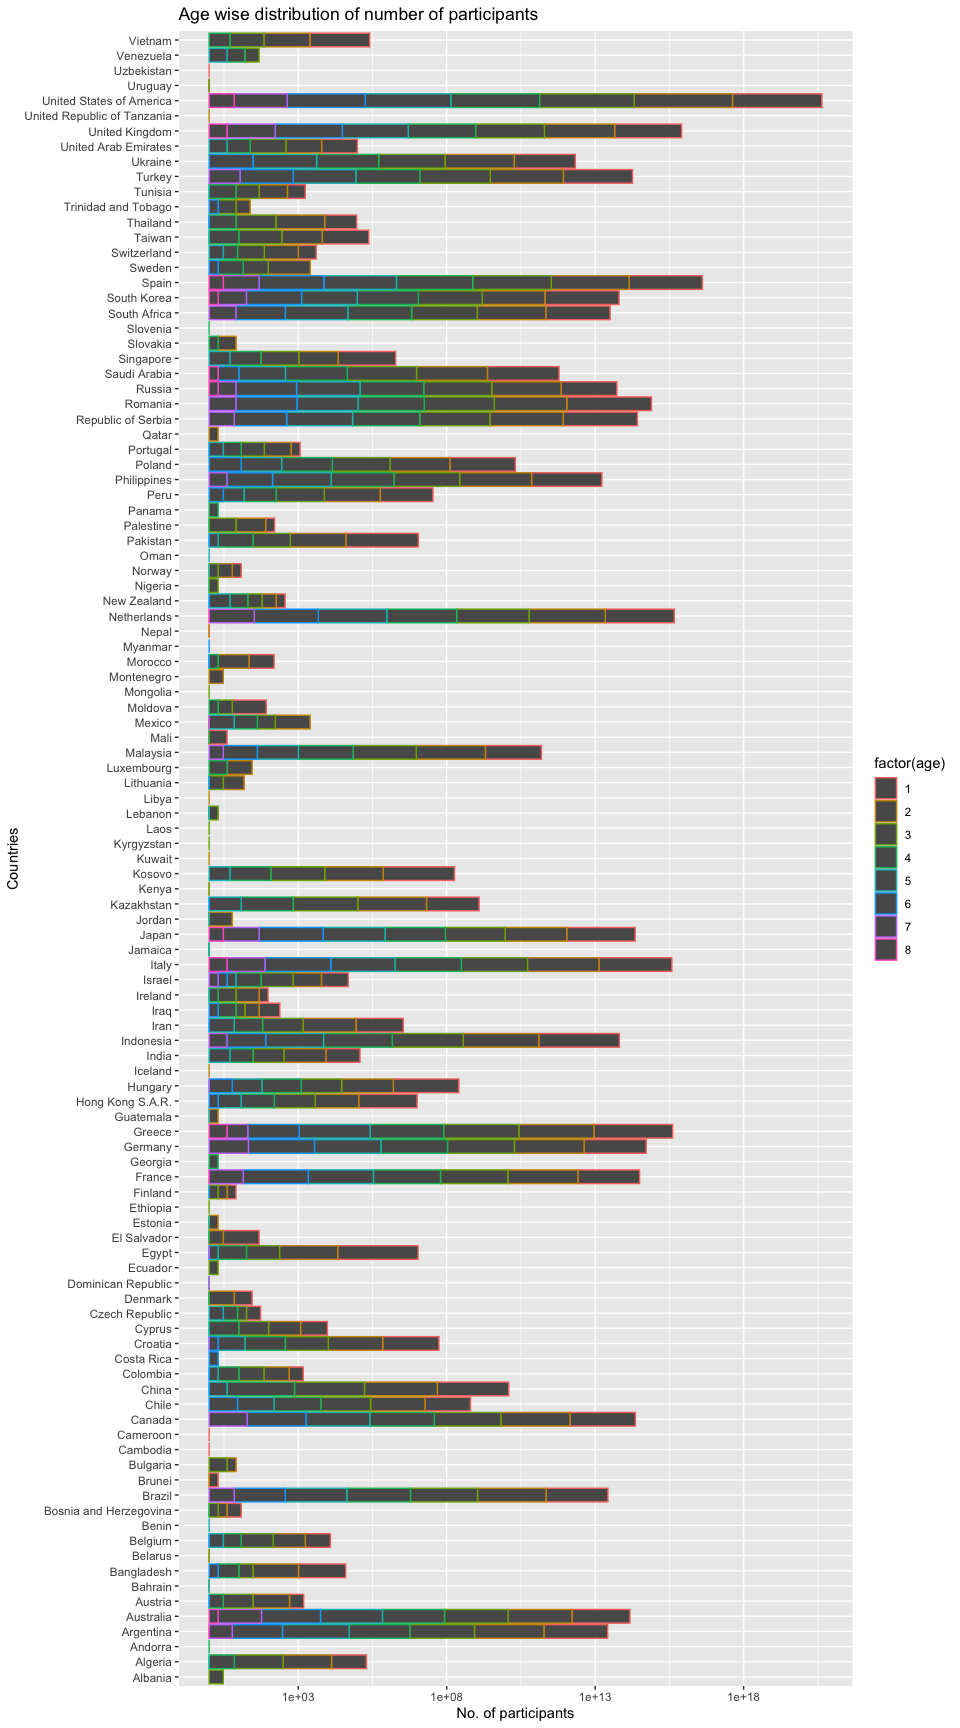 Age wise distribution of number of participants
Vietnam
Venezuela
Uzbekistan
Uruguay
United States of America
United Republic of Tanzania
United Kingdom
United Arab Emirates
Ukraine
Turkey
Tunisia
Trinidad and Tobago
Thailand
Taiwan
Switzerland
Sweden
Spain
South Korea
South Africa
Slovenia
Slovakia
Singapore
Saudi Arabia
Russia
Romania
Republic of Serbia
Qatar
Portugal
Poland
Philippines
Peru
Panama
Palestine
Pakistan
Oman
Norway
Nigeria
New Zealand
Netherlands
Nepal
Myanmar
Morocco
Montenegro
Mongolia
Moldova
Mexico
Mali
Malaysia
Luxembourg
Lithuania
Libya
Lebanon
Laos
Kyrgyzstan
Kuwait
Kosovo
Kenya
Kazakhstan
Jordan
Japan
Jamaica
Italy
Israel
Ireland
Iraq
Iran
Indonesia
India
Iceland
Hungary
Hong Kong S.A.R.
Guatemala
Greece
Germany
Georgia
France
Finland
Ethiopia
Estonia
El Salvador
Egypt
Ecuador
Dominican Republic
Denmark
Czech Republic
Cyprus
Croatia
Costa Rica
Colombia
China
Chile
Canada
Cameroon
Cambodia
Bulgaria
Brunei
Brazil
Bosnia and Herzegovina
Benin
Belgium
Belarus
Bangladesh
Bahrain
Austria
Australia
Argentina
Andorra
Algeria
Albania
Countries
1e+03 1e+08 1e+13 1e+18
No. of participants
factor(age)
1
2
3
4
5
6
7
8